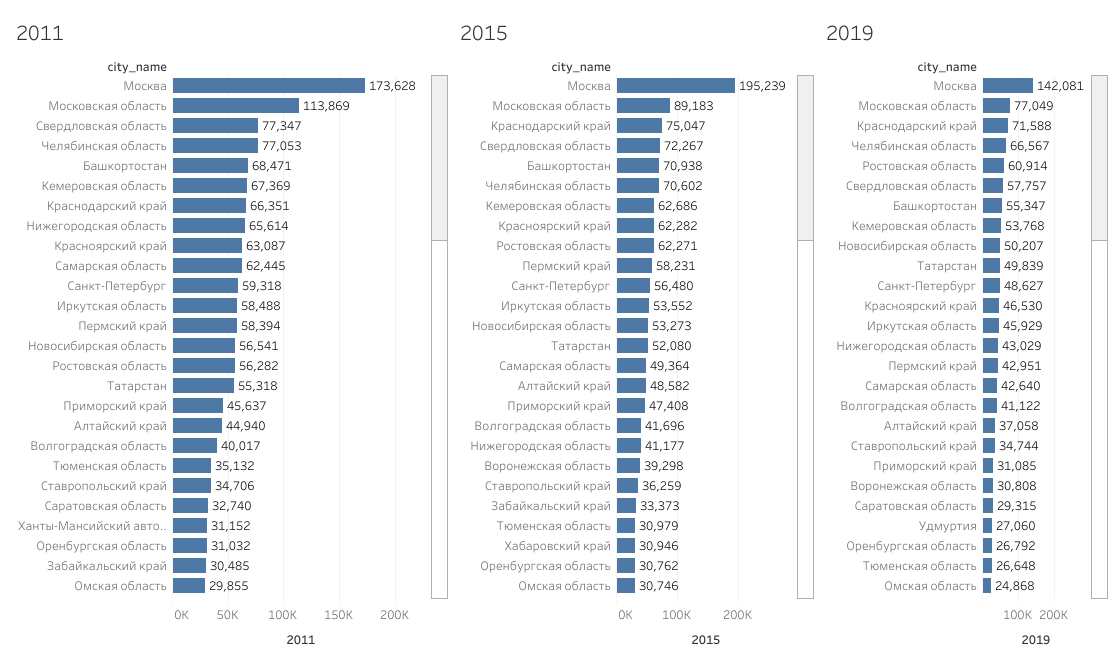 2011
city_name
Москва 173,628
Московская область 113,869
Свердловская область 77,347
Челябинская область 77,053
Башкортостан 68,471
Кемеровская область 67,369
Краснодарский край 66,351
Нижегородская область 65,614
Красноярский край 63,087
Самарская область 62,445
Санкт-Петербург 59,318
Иркутская область 58,488
Пермский край 58,394
Новосибирская область 56,541
Ростовская область 56,282
Татарстан 55,318
Приморский край 45,637
Алтайский край 44,940
Волгоградская область 40,017
Тюменская область 35,132
Ставропольский край 34,706
Саратовская область 32,740
Ханты-Мансийский авто.. 31,152
Оренбургская область 31,032
Забайкальский край 30,485
Омская область 29,855
0K 50K 100K 150K 200K
2011
2015
city_name
Москва 195,239
Московская область 89,183
Краснодарский край 75,047
Свердловская область 72,267
Башкортостан 70,938
Челябинская область 70,602
Кемеровская область 62,686
Красноярский край 62,282
Ростовская область 62,271
Пермский край 58,231
Санкт-Петербург 56,480
Иркутская область 53,552
Новосибирская область 53,273
Татарстан 52,080
Самарская область 49,364
Алтайский край 48,582
Приморский край 47,408
Волгоградская область 41,696
Нижегородская область 41,177
Воронежская область 39,298
Ставропольский край 36,259
Забайкальский край 33,373
Тюменская область 30,979
Хабаровский край 30,946
Оренбургская область 30,762
Омская область 30,746
0K 100K 200K
2015
2019
city_name
Москва 142,081
Московская область 77,049
Краснодарский край 71,588
Челябинская область 66,567
Ростовская область 60,914
Свердловская область 57,757
Башкортостан 55,347
Кемеровская область 53,768
Новосибирская область 50,207
Татарстан 49,839
Санкт-Петербург 48,627
Красноярский край 46,530
Иркутская область 45,929
Нижегородская область 43,029
Пермский край 42,951
Самарская область 42,640
Волгоградская область 41,122
Алтайский край 37,058
Ставропольский край 34,744
Приморский край 31,085
Воронежская область 30,808
Саратовская область 29,315
Удмуртия 27,060
Оренбургская область 26,792
Тюменская область 26,648
Омская область 24,868
100K 200K
2019